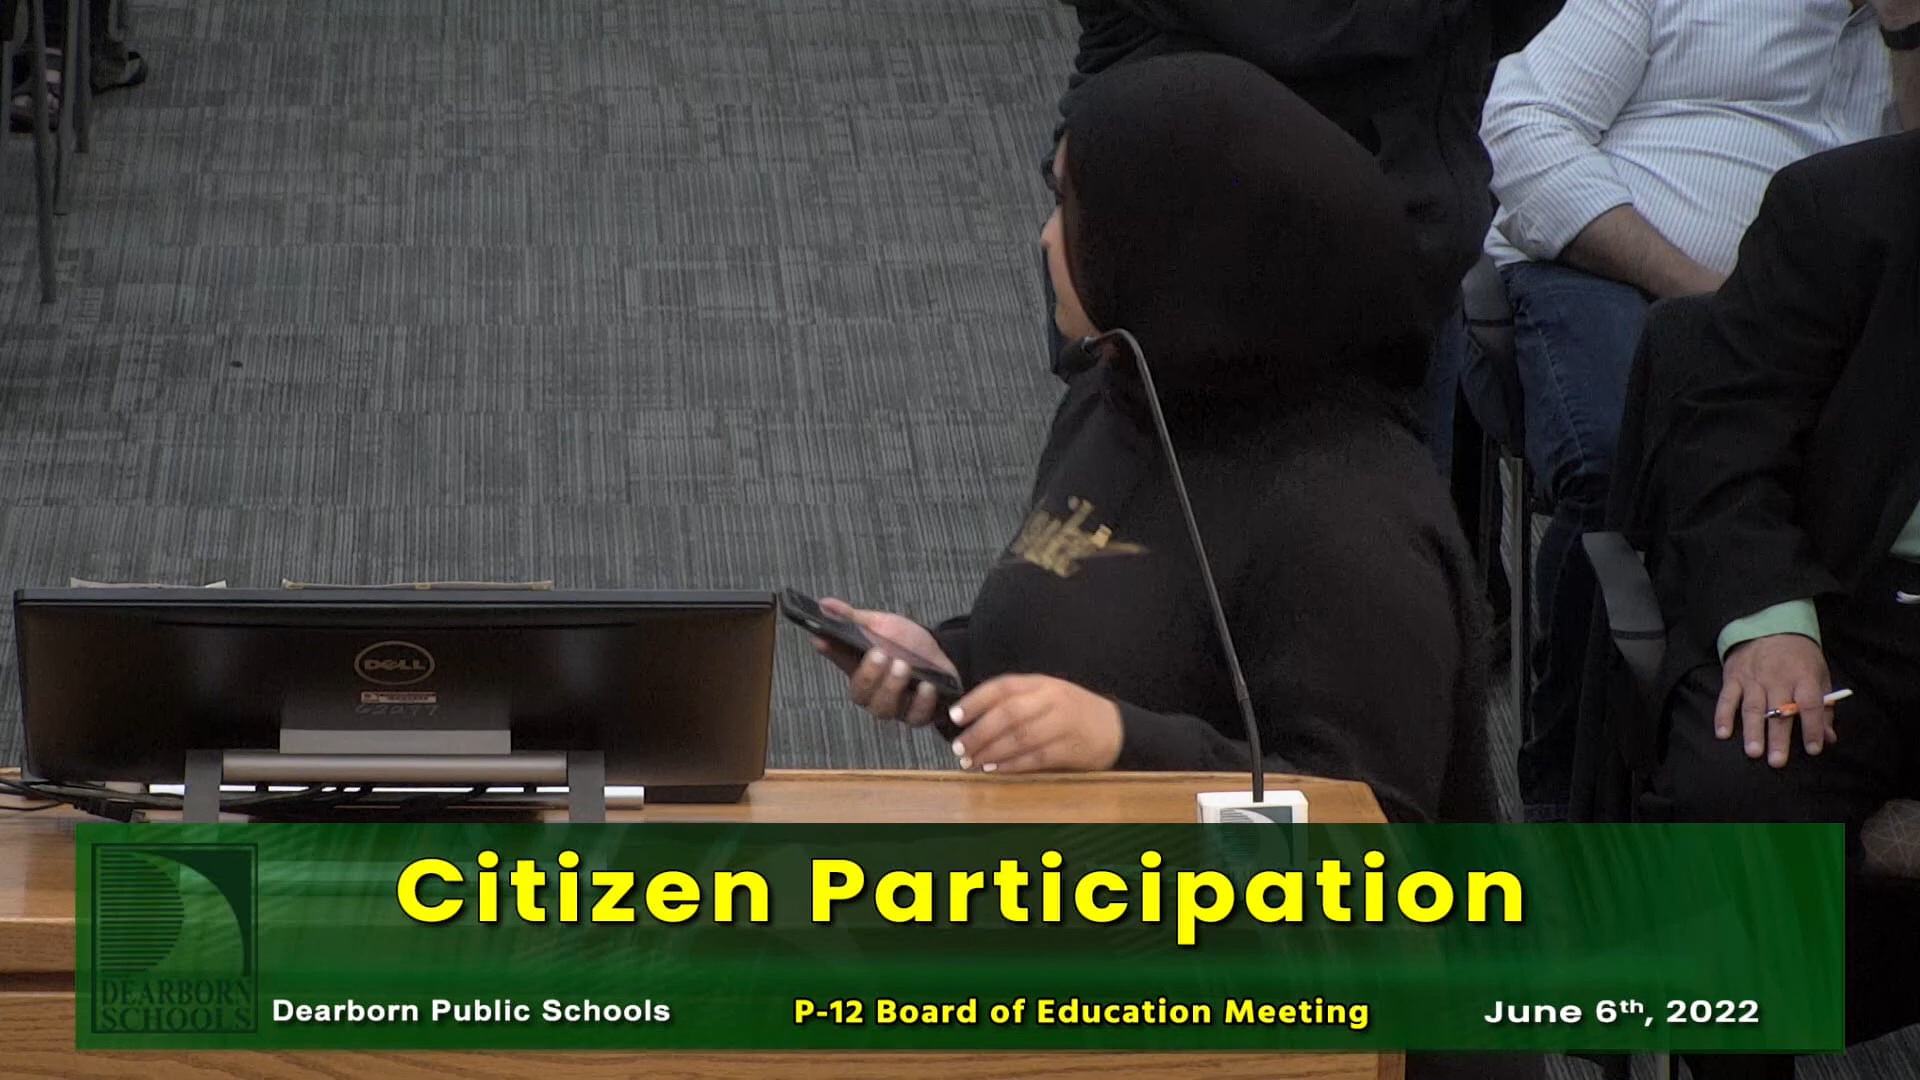 DELL
Citizen Participation
DEARBORN
SCHOOLS
Dearborn Public Schools
P-12 Board of Education Meeting
June 6th, 2022